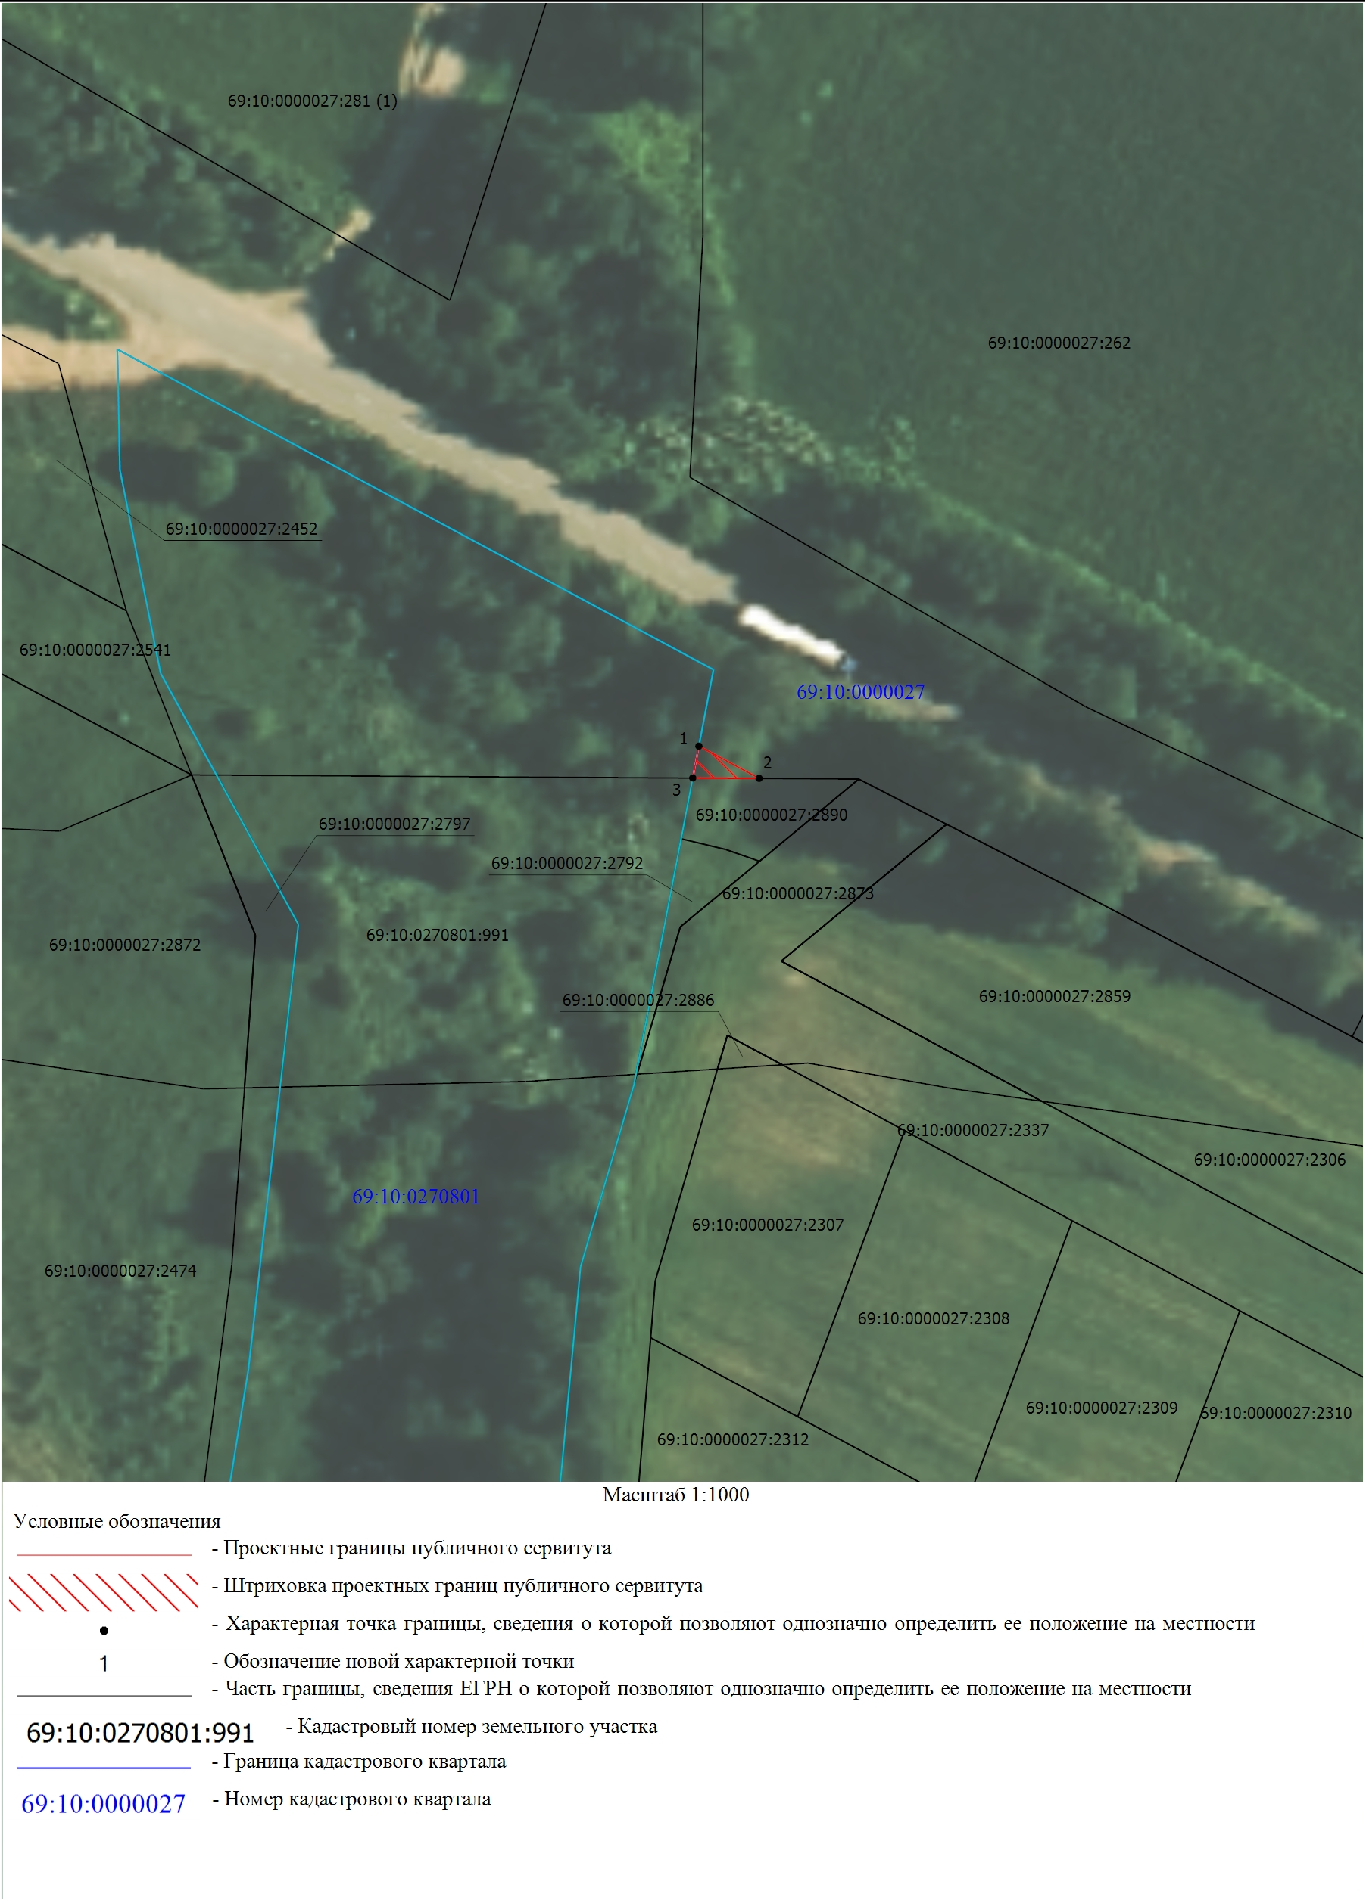 69:10:0000027:281 (1)
69:10:0000027:262
69:10:0000027:2452
69:10:0000027:2541
69:10:0000027
1
2
3
69:10:0000027:2890
69:10:0000027:2797
69:10:0000027:2792
69:10:0000027:2873
69:10:0270801:991
69:10:0000027:2872
69:10:0000027:2886
69:10:0000027:2859
69:10:0000027:2337
69:10:0000027:2306
69:10:0270801
69:10:0000027:2307
69:10:0000027:2474
69:10:0000027:2308
69:10:0000027:2309
69:10:0000027:2310
69:10:0000027:2312
Масштаб 1:1000
Условные обозначения
- Проектные границы публичного сервитута
- Штриховка проектных границ публичного сервитута
- Характерная точка границы, сведения о которой позволяют однозначно определить ее положение на местности
1 - Обозначение новой характерной точки
- Часть границы, сведения ЕГРН о которой позволяют однозначно определить ее положение на местности
69:10:0270801:991 - Кадастровый номер земельного участка
- Граница кадастрового квартала
69:10:0000027 - Номер кадастрового квартала